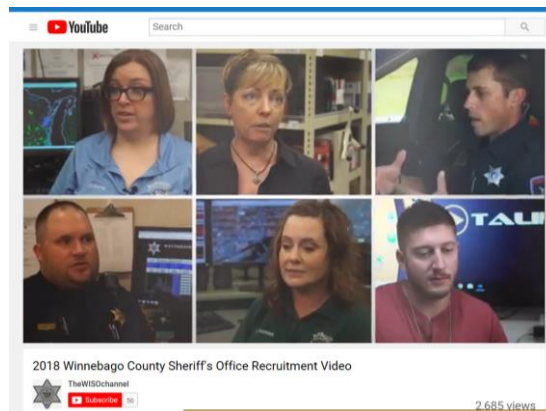 YouTube
Search
TAU
2018 Winnebago County Sheriff's Office Recruitment Video
TheWISOchannel
Subscribe 56
2,685 views